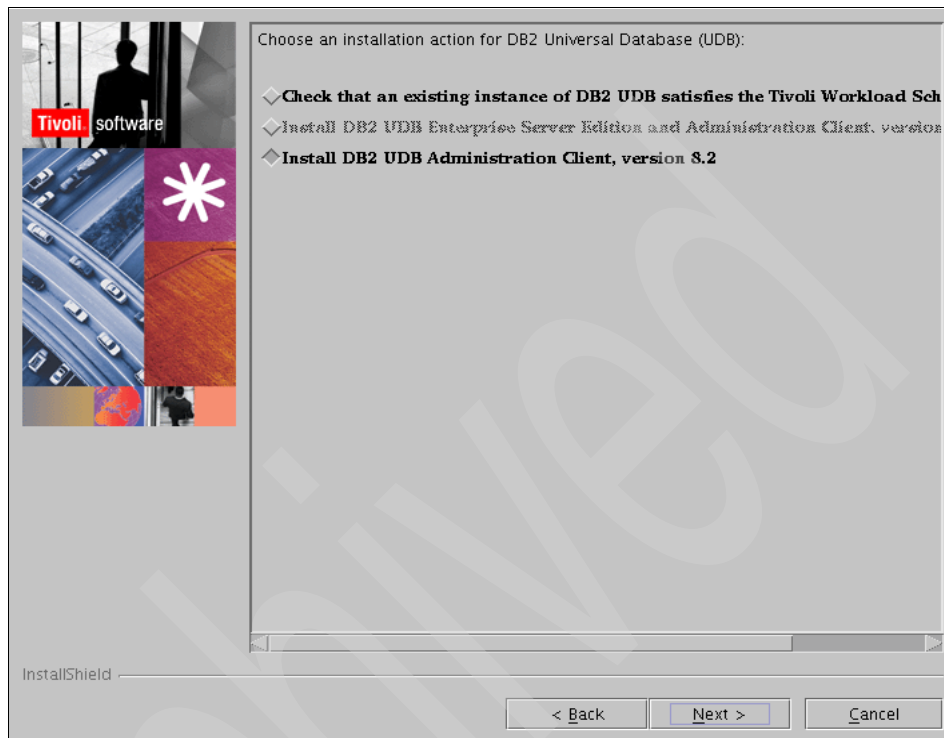 Choose an installation action for DB2 Universal Database (UDB):
Check that an existing instance of DB2 UDB satisfies the Tivoli Workload Sch
Install DB2 UDB Enterprise Server Edition and Administration Client, version
Install DB2 UDB Administration Client, version 8.2
Tivoli. software
InstallShield
< Back
Next >
Cancel